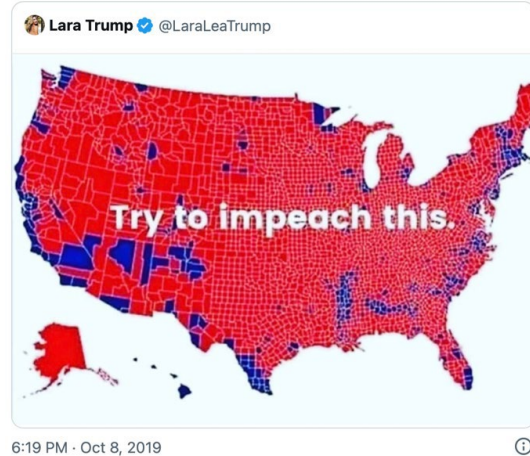 Lara Trump @LaraLeaTrump
Try to impeach this.
6:19 PM · Oct 8, 2019